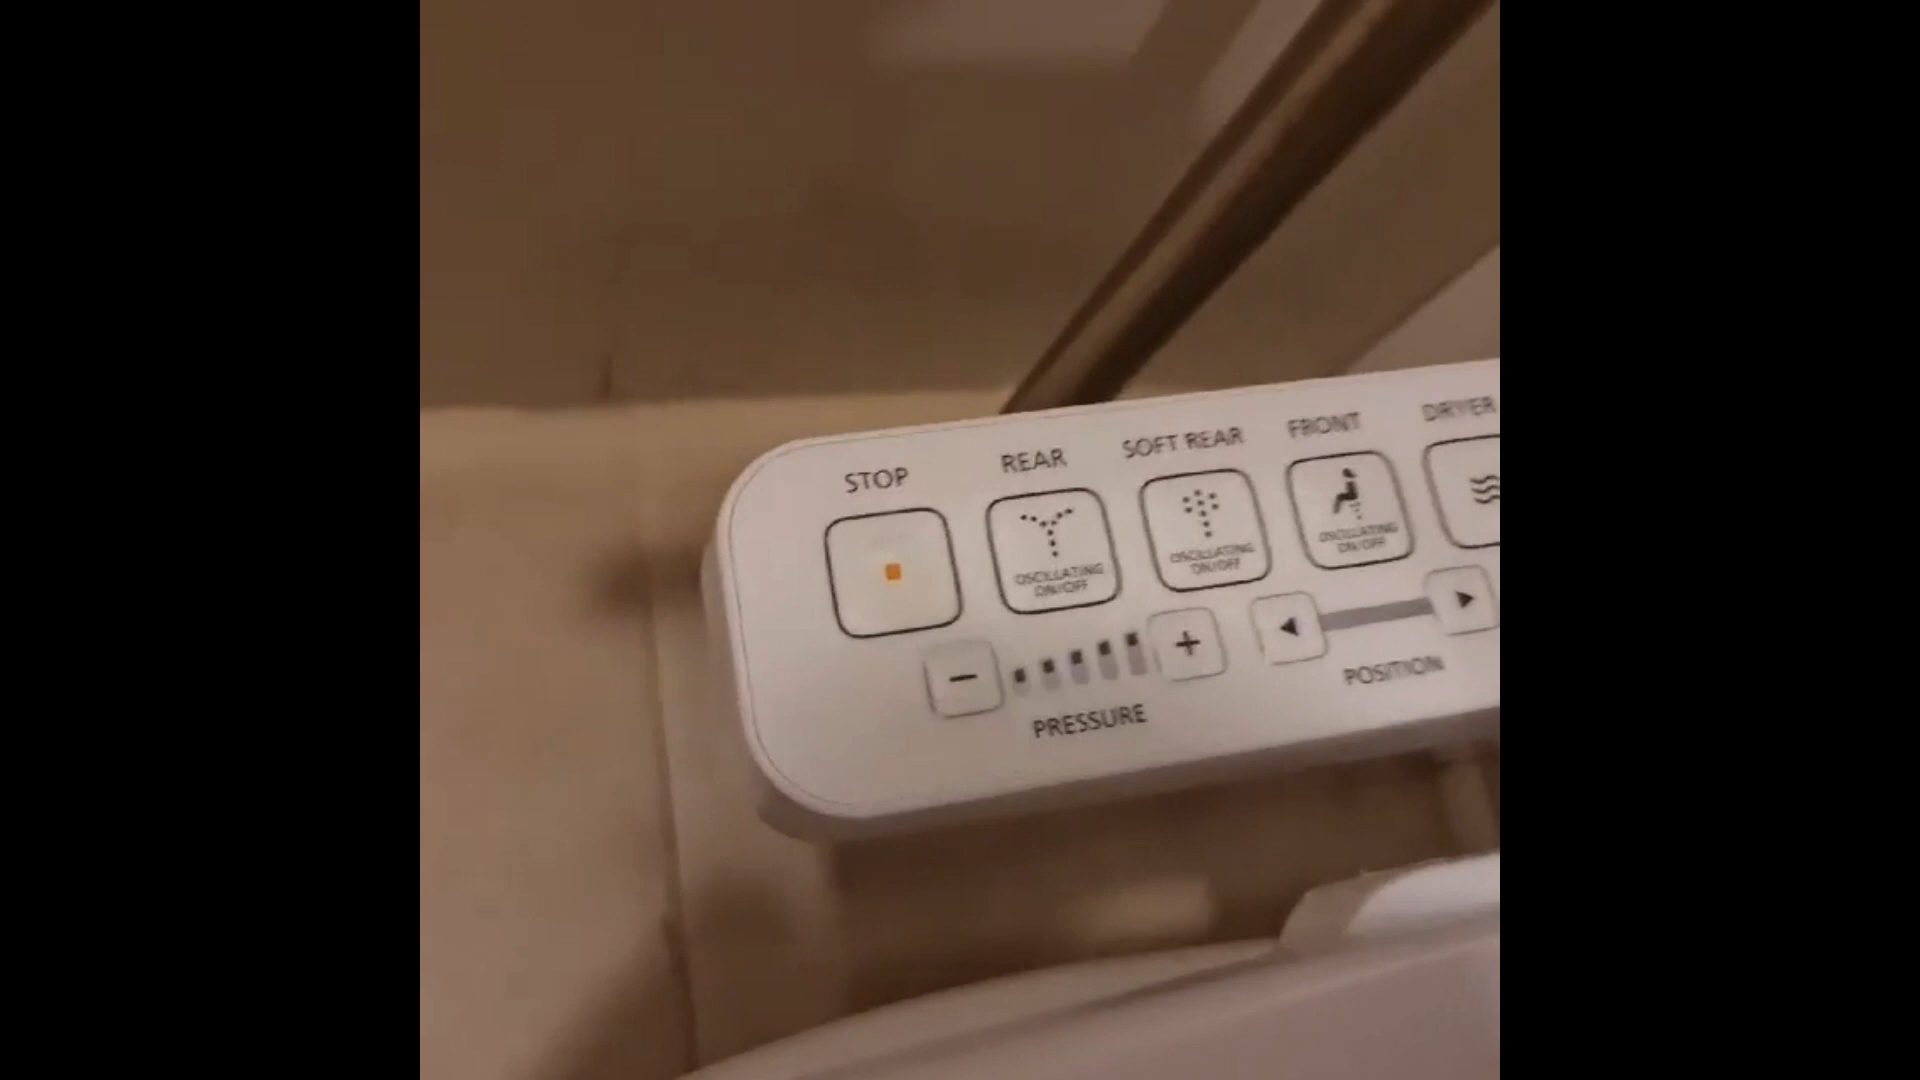 STOP
REAR
SOFT REAR
FRONT
DRYER
OSCILLATING
ON/OFF
OSCILLATING
ON/OFF
OSCILLATING
ON/OFF
− +
PRESSURE
POSITION